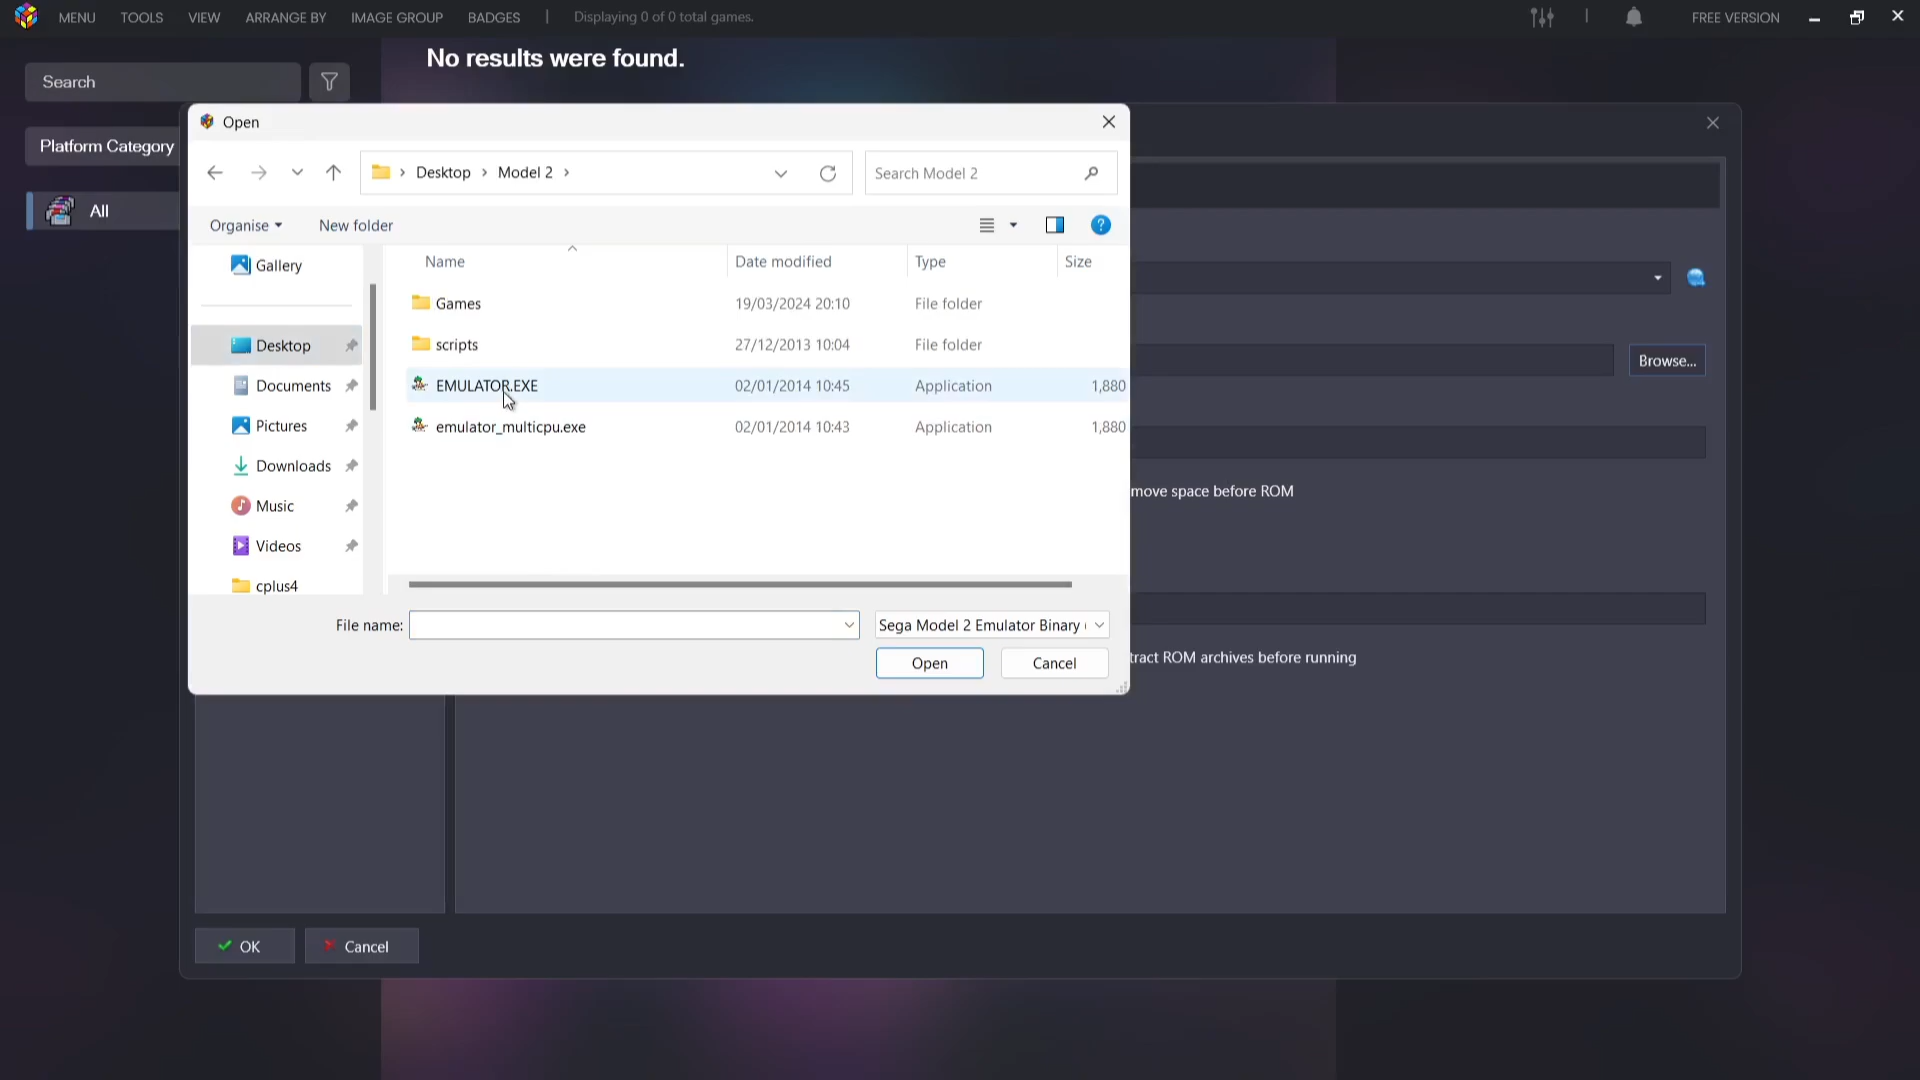 MENU TOOLS VIEW ARRANGE BY IMAGE GROUP BADGES | Displaying 0 of 0 total games. | FREE VERSION
No results were found.
Search
Platform Category
All
Open
Desktop > Model 2 >
Search Model 2
Organise
New folder
Name Date modified Type Size
Gallery
Games 19/03/2024 20:10 File folder
scripts 27/12/2013 10:04 File folder
EMULATOR.EXE 02/01/2014 10:45 Application 1,880
emulator_multicpu.exe 02/01/2014 10:43 Application 1,880
Desktop
Documents
Pictures
Downloads
Music
Videos
cplus4
File name:
Sega Model 2 Emulator Binary (
Open Cancel
Browse...
move space before ROM
tract ROM archives before running
OK Cancel